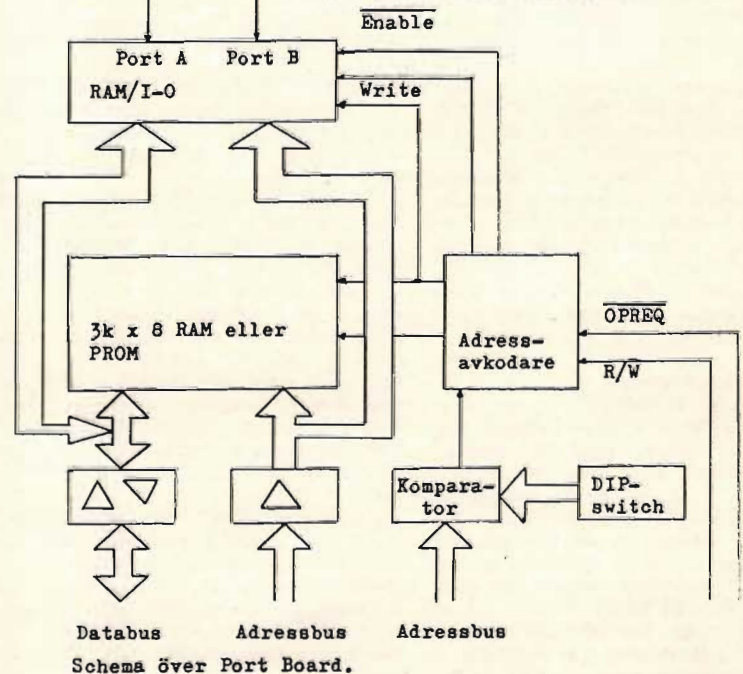 Enable
Port A Port B
RAM/I-O
Write
3k x 8 RAM eller
PROM
OPREQ
Adress-
avkodare
R/W
Kompara-
tor
DIP-
switch
Databus Adressbus Adressbus
Schema över Port Board.